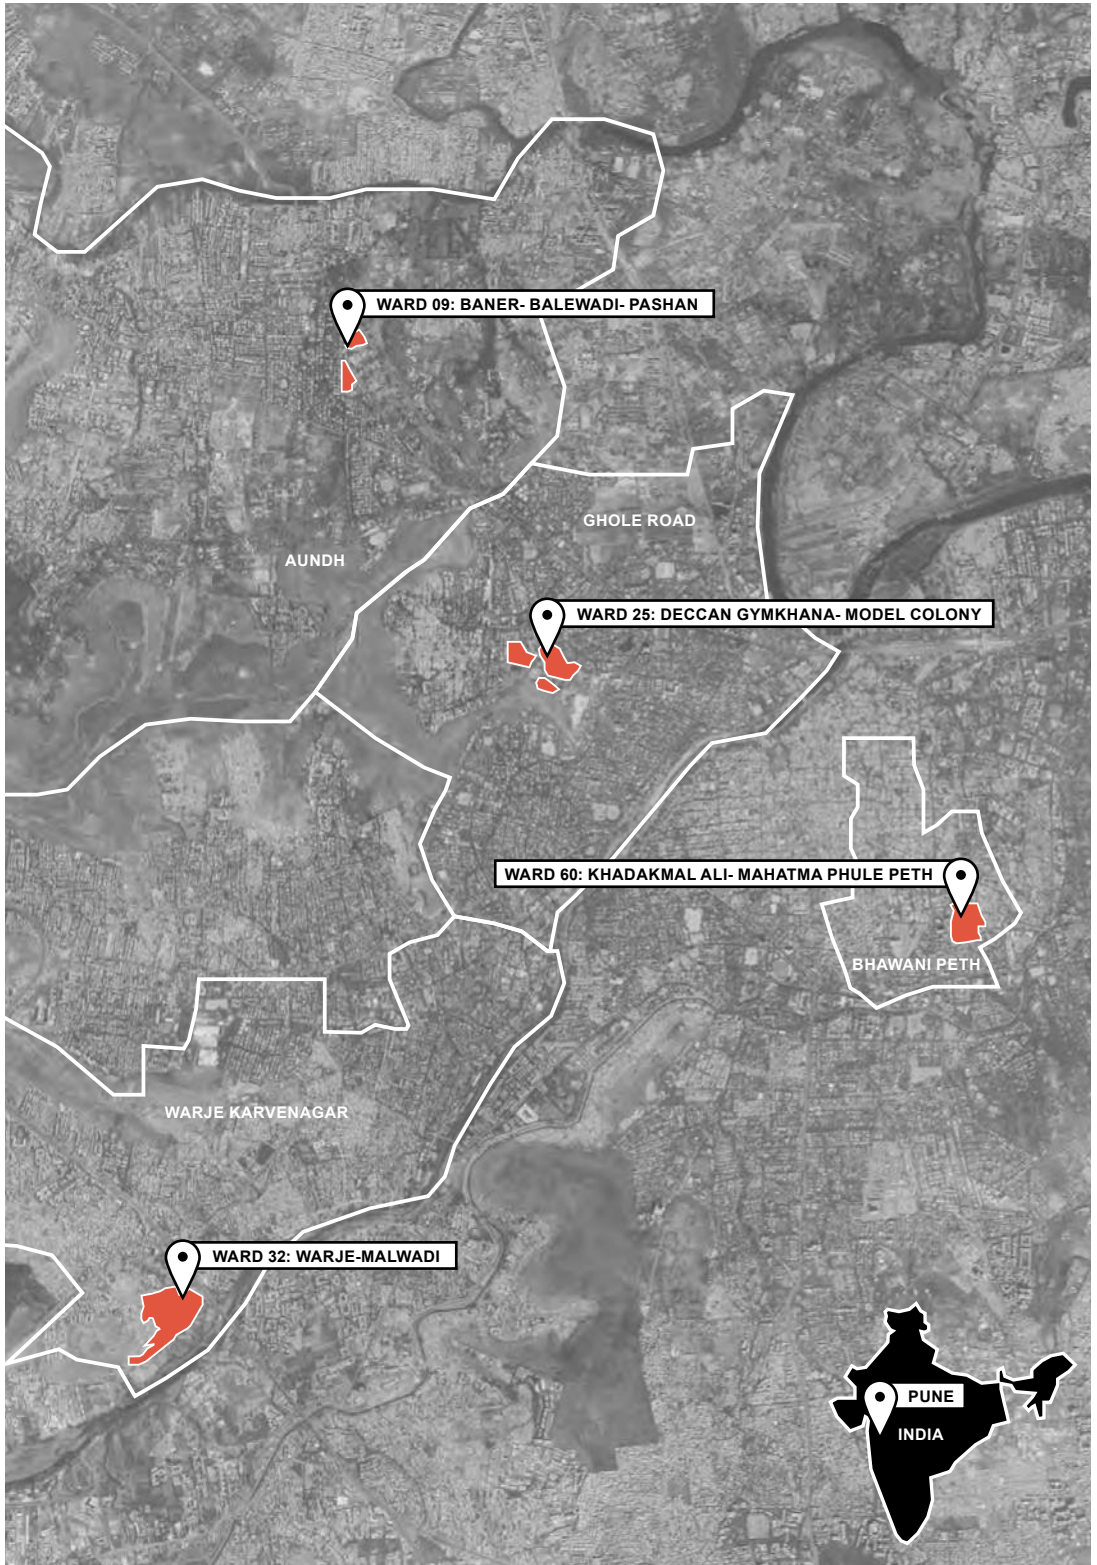 WARD 09: BANER- BALEWADI- PASHAN
GHOLE ROAD
AUNDH
WARD 25: DECCAN GYMKHANA- MODEL COLONY
WARD 60: KHADAKMAL ALI- MAHATMA PHULE PETH
BHAWANI PETH
WARJE KARVENAGAR
WARD 32: WARJE-MALWADI
PUNE
INDIA